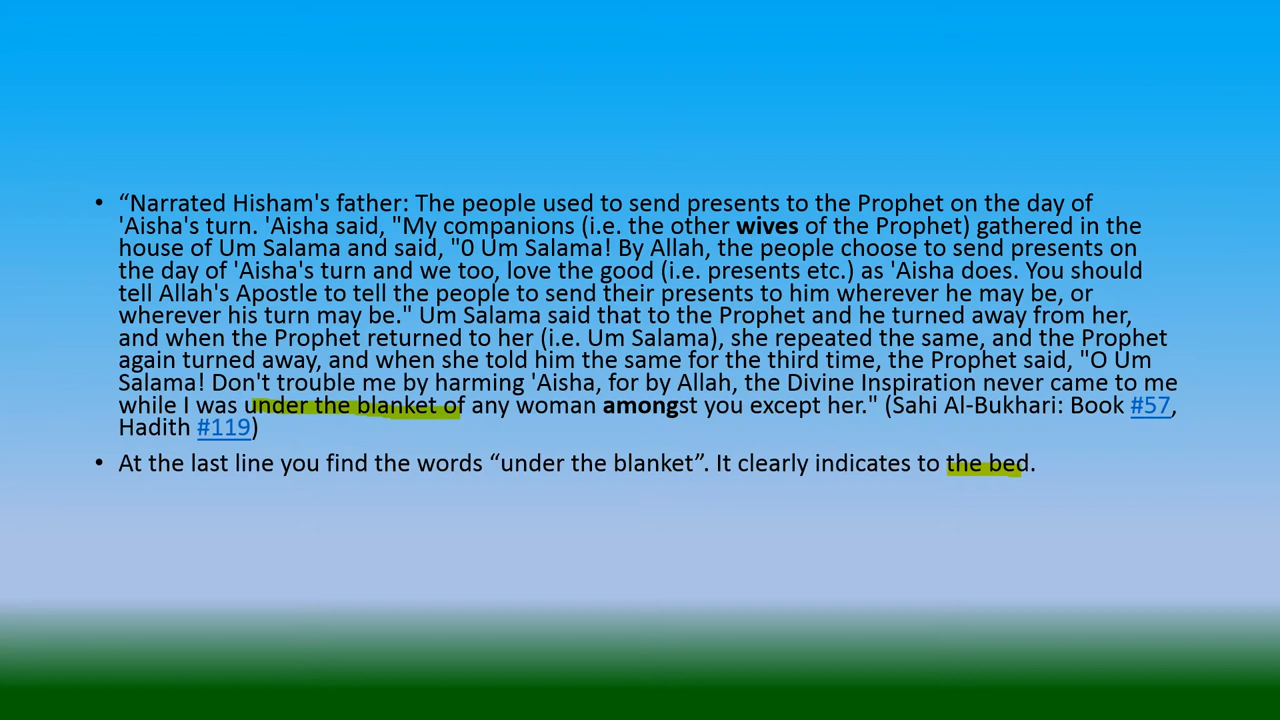 • “Narrated Hisham's father: The people used to send presents to the Prophet on the day of
'Aisha's turn. 'Aisha said, "My companions (i.e. the other wives of the Prophet) gathered in the
house of Um Salama and said, "0 Um Salama! By Allah, the people choose to send presents on
the day of 'Aisha's turn and we too, love the good (i.e. presents etc.) as 'Aisha does. You should
tell Allah's Apostle to tell the people to send their presents to him wherever he may be, or
wherever his turn may be." Um Salama said that to the Prophet and he turned away from her,
and when the Prophet returned to her (i.e. Um Salama), she repeated the same, and the Prophet
again turned away, and when she told him the same for the third time, the Prophet said, "O Um
Salama! Don't trouble me by harming 'Aisha, for by Allah, the Divine Inspiration never came to me
while I was under the blanket of any woman amongst you except her." (Sahi Al-Bukhari: Book #57,
Hadith #119)
• At the last line you find the words “under the blanket”. It clearly indicates to the bed.